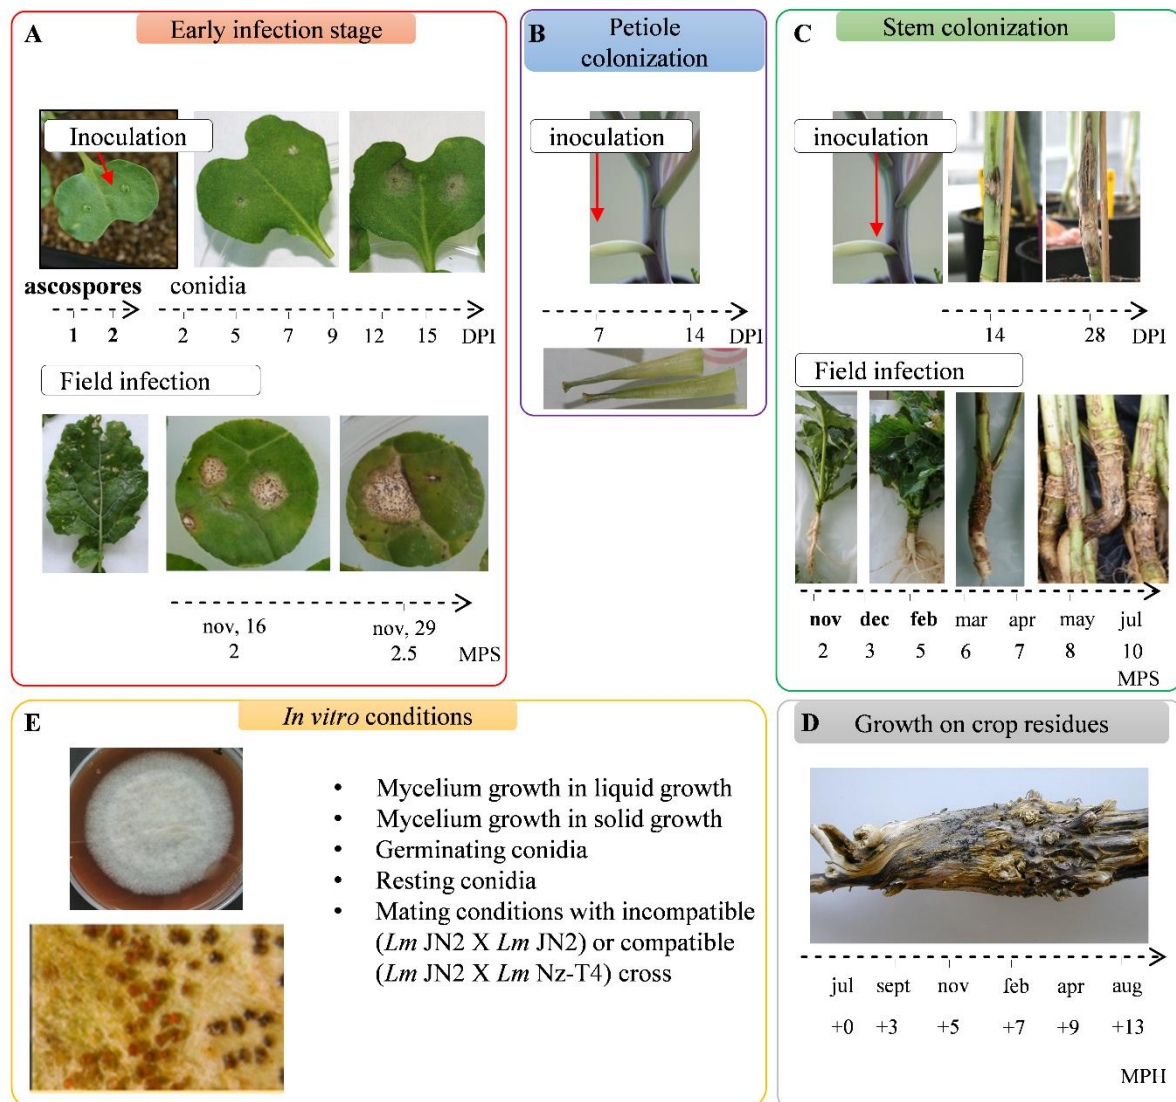 A
Early infection stage
Inoculation
ascospores
conidia
1 2
2 5 7 9 12 15 DPI
Field infection
nov, 16 nov, 29
2 2.5 MPS
B
Petiole
colonization
inoculation
7 14 DPI
C
Stem colonization
inoculation
14 28 DPI
Field infection
nov dec feb mar apr may jul
2 3 5 6 7 8 10
MPS
E
In vitro conditions
• Mycelium growth in liquid growth
• Mycelium growth in solid growth
• Germinating conidia
• Resting conidia
• Mating conditions with incompatible
(Lm JN2 X Lm JN2) or compatible
(Lm JN2 X Lm Nz-T4) cross
D
Growth on crop residues
jul sept nov feb apr aug
+0 +3 +5 +7 +9 +13
MPH